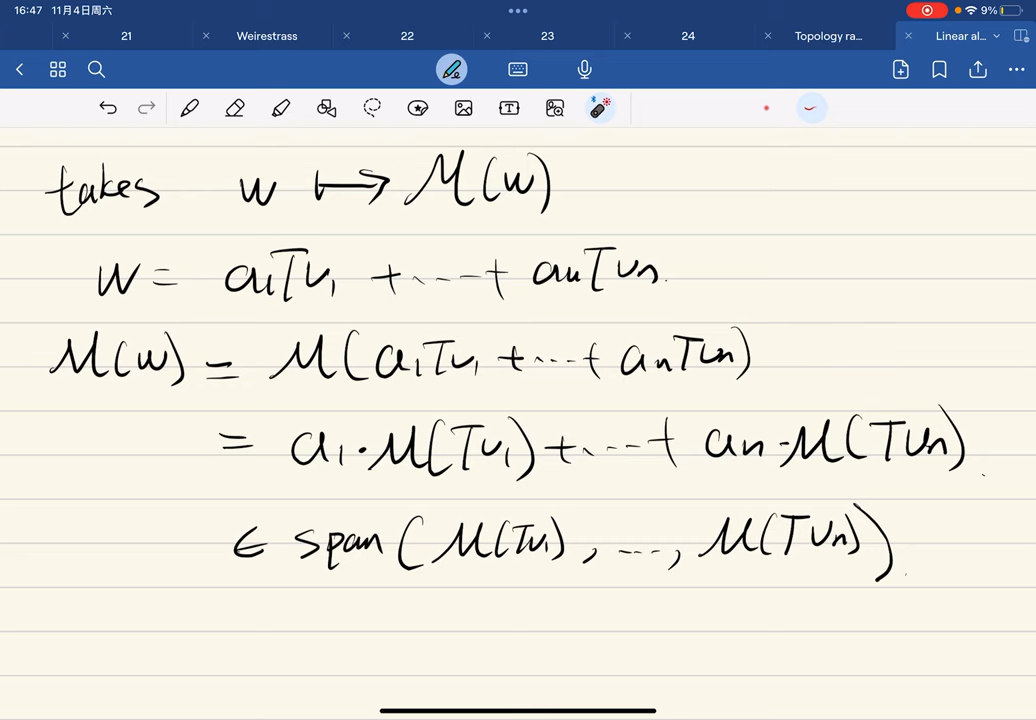 16:47 11月4日周六
9%
21 Weirestrass 22 23 24 Topology ra... Linear al...
takes w ↦ M(w)
w = a₁Tv₁ + ---- + aₙTvₙ.
M(w) = M(a₁Tv₁ + ---- + aₙTvₙ)
= a₁·M(Tv₁) + ---- + aₙ·M(Tvₙ).
∈ span(M(Tv₁), ---, M(Tvₙ)).